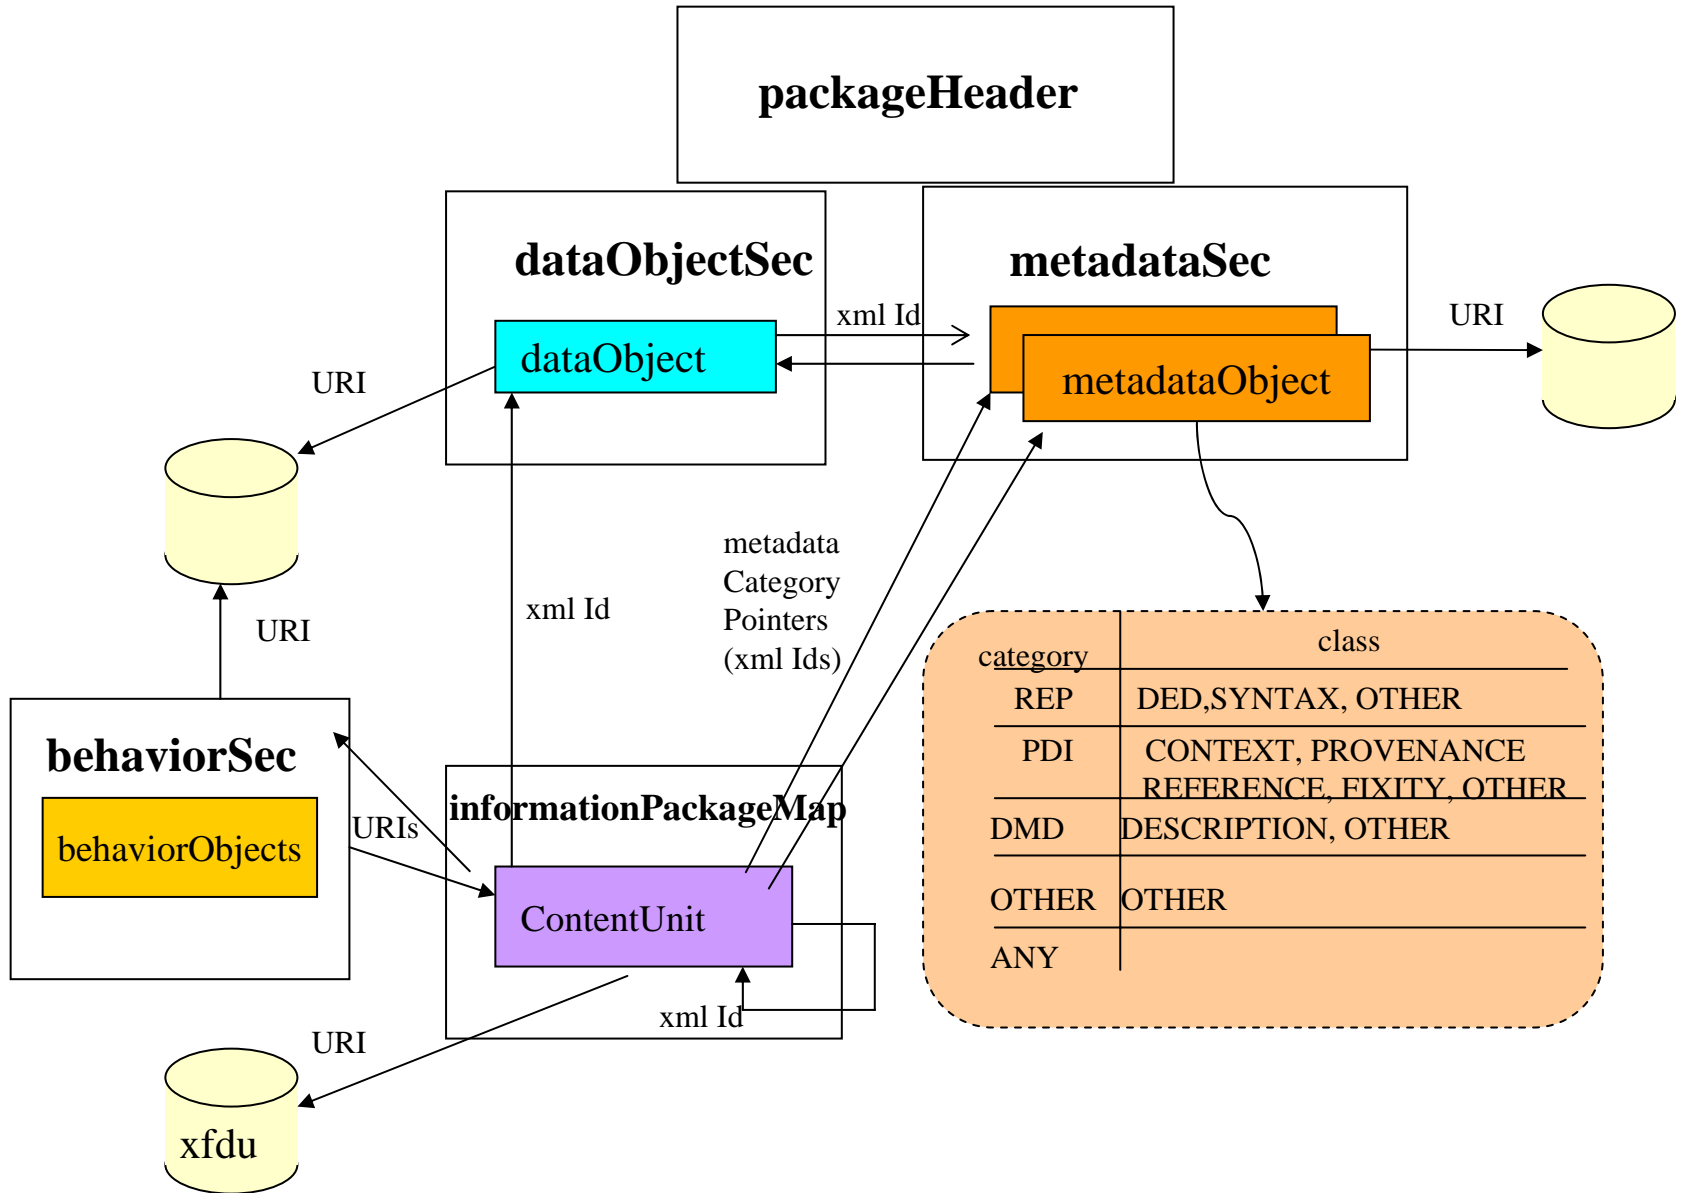 packageHeader
dataObjectSec
metadataSec
xml Id
URI
dataObject
metadataObject
URI
metadata
Category
Pointers
(xml Ids)
xml Id
URI
category
class
REP
DED,SYNTAX, OTHER
PDI
CONTEXT, PROVENANCE
REFERENCE, FIXITY, OTHER
DMD
DESCRIPTION, OTHER
OTHER
OTHER
ANY
behaviorSec
behaviorObjects
URIs
informationPackageMap
ContentUnit
xml Id
URI
xfdu